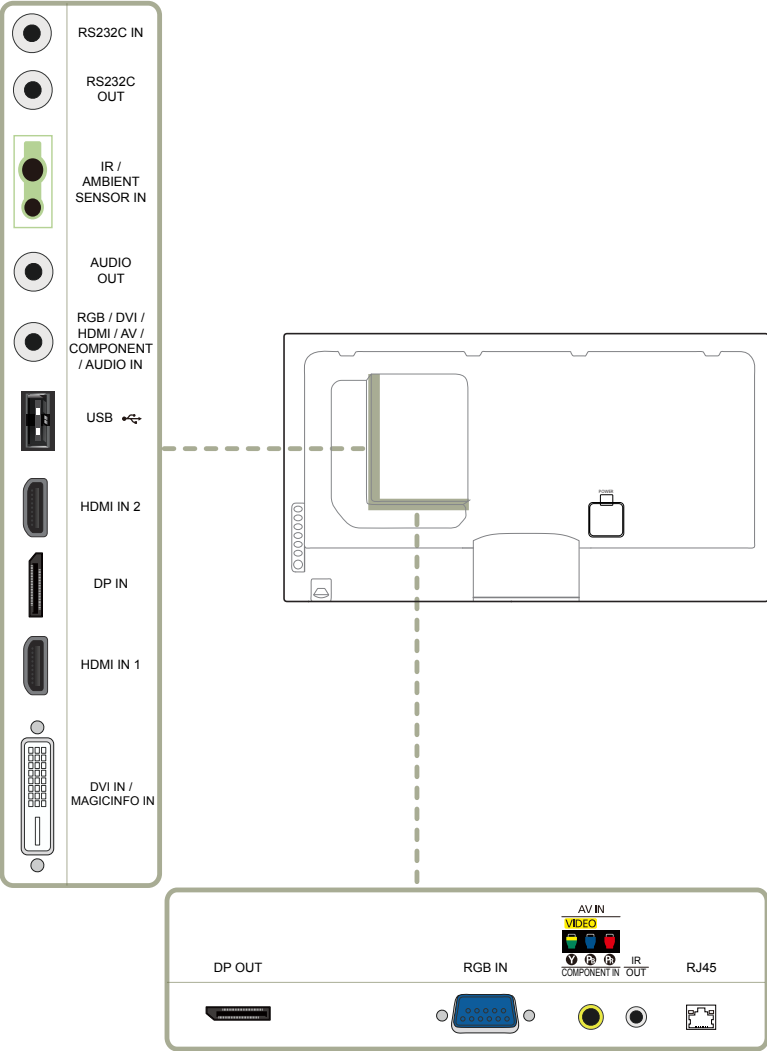 RS232C IN
RS232C
OUT
IR /
AMBIENT
SENSOR IN
AUDIO
OUT
RGB / DVI /
HDMI / AV /
COMPONENT
/ AUDIO IN
USB
HDMI IN 2
DP IN
HDMI IN 1
DVI IN /
MAGICINFO IN
POWER
DP OUT
RGB IN
AV IN
VIDEO
Y PB PR
COMPONENT IN
IR
OUT
RJ45